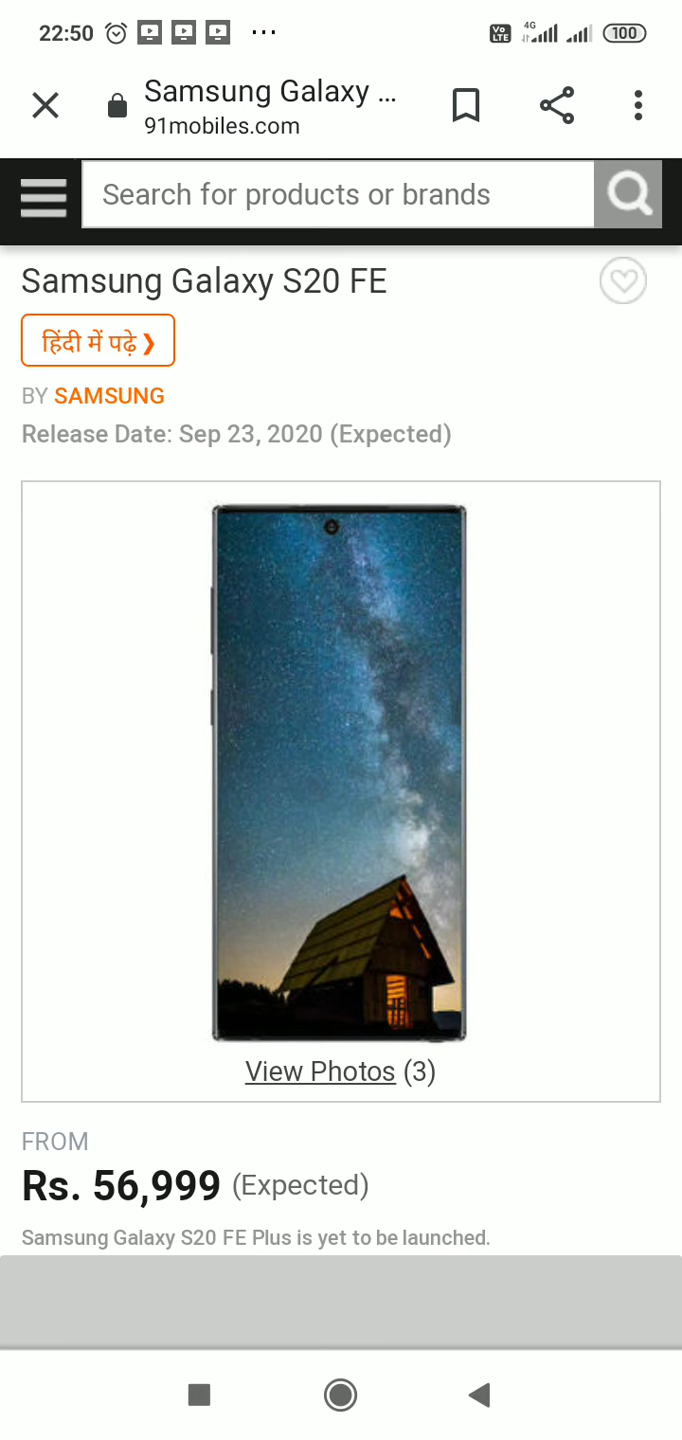 22:50 ...
Vo LTE 4G 100
Samsung Galaxy ...
91mobiles.com
Search for products or brands
Samsung Galaxy S20 FE
हिंदी में पढ़े ❯
BY SAMSUNG
Release Date: Sep 23, 2020 (Expected)
View Photos (3)
FROM
Rs. 56,999 (Expected)
Samsung Galaxy S20 FE Plus is yet to be launched.